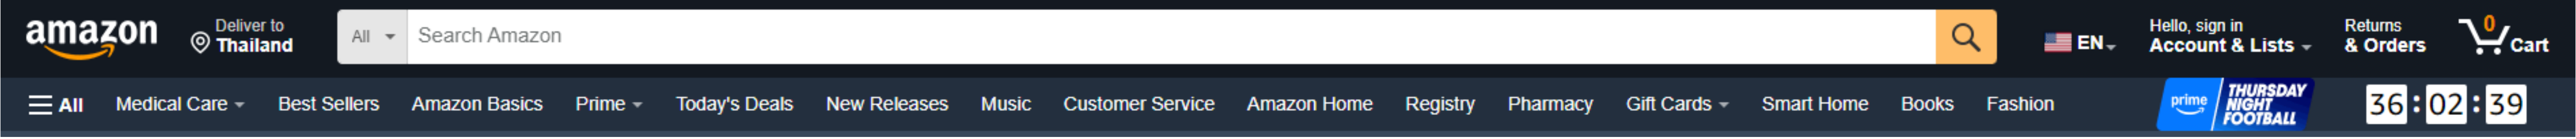 amazon
Deliver to
Thailand
All
Search Amazon
EN
Hello, sign in
Account & Lists
Returns
& Orders
0
Cart
All
Medical Care
Best Sellers
Amazon Basics
Prime
Today's Deals
New Releases
Music
Customer Service
Amazon Home
Registry
Pharmacy
Gift Cards
Smart Home
Books
Fashion
prime
THURSDAY
NIGHT
FOOTBALL
36:02:39